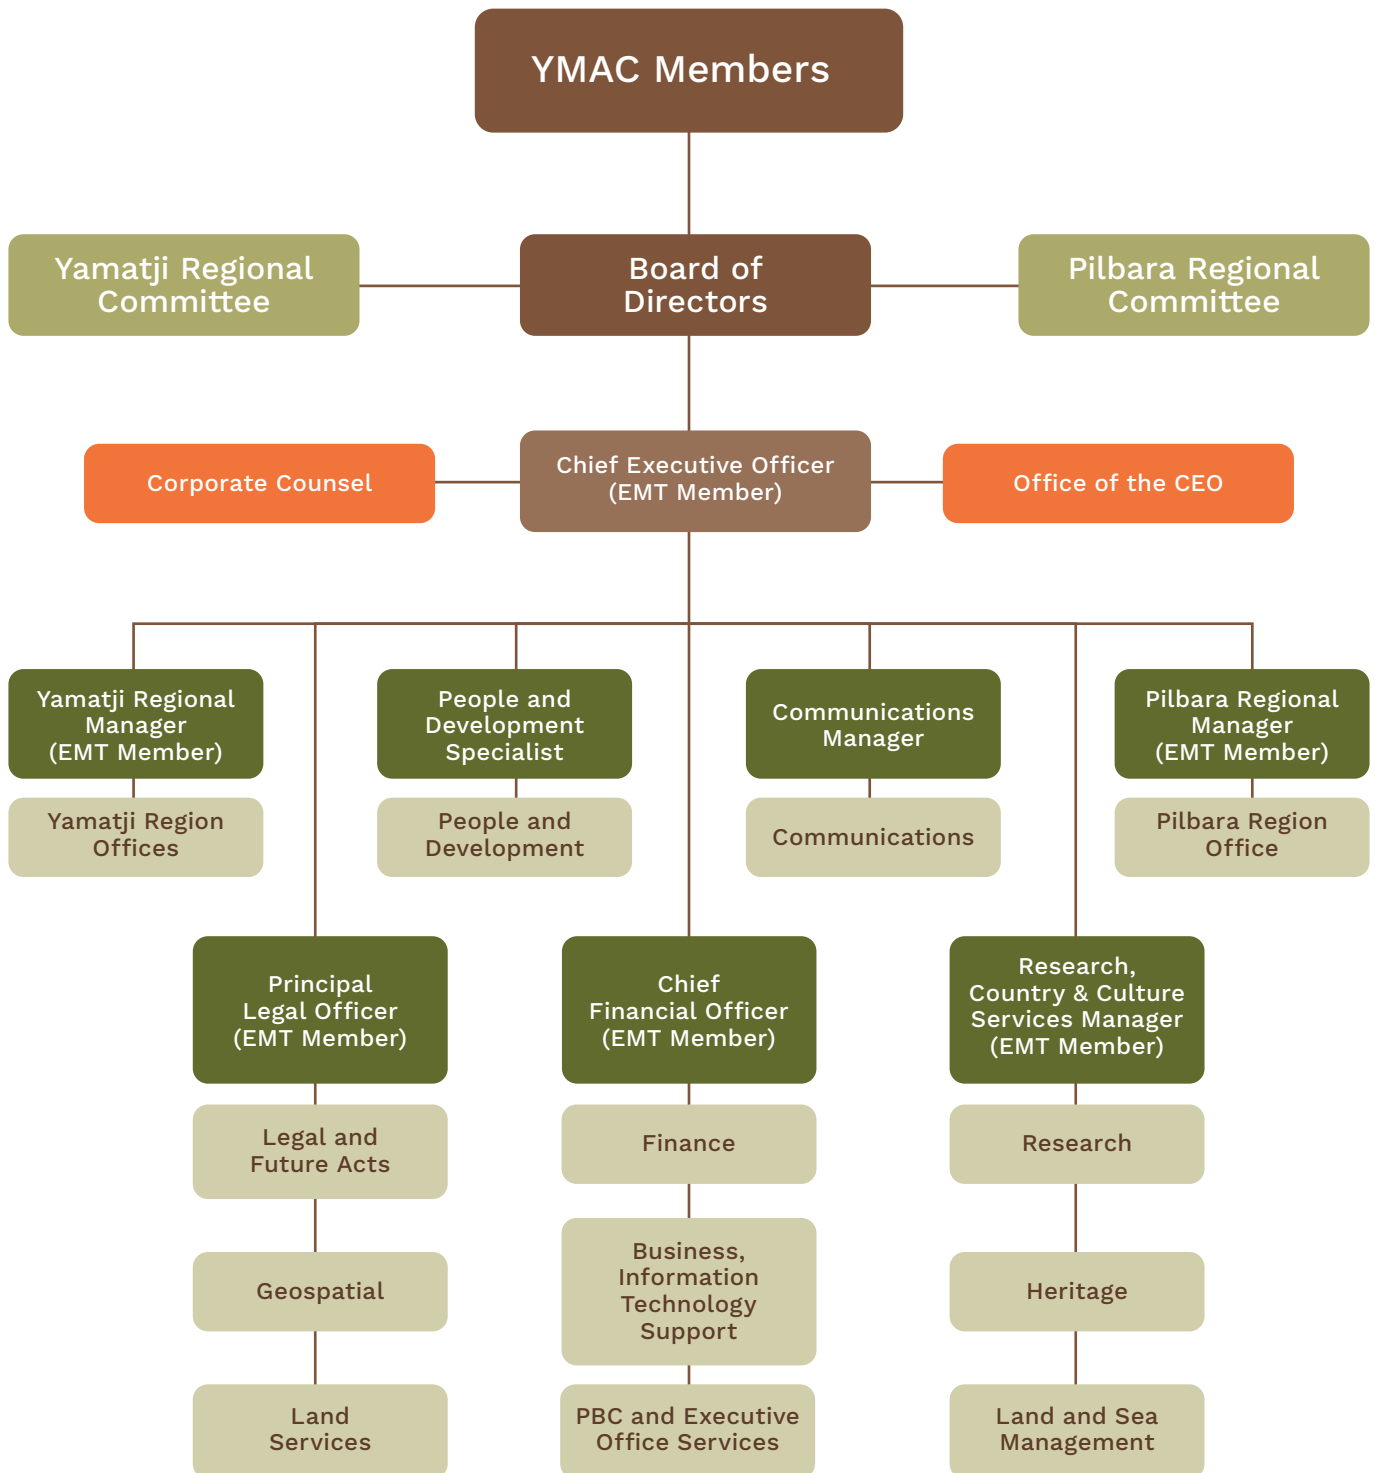 YMAC Members
Yamatji Regional
Committee
Board of
Directors
Pilbara Regional
Committee
Corporate Counsel
Chief Executive Officer
(EMT Member)
Office of the CEO
Yamatji Regional
Manager
(EMT Member)
People and
Development
Specialist
Communications
Manager
Pilbara Regional
Manager
(EMT Member)
Yamatji Region
Offices
People and
Development
Communications
Pilbara Region
Office
Principal
Legal Officer
(EMT Member)
Chief
Financial Officer
(EMT Member)
Research,
Country & Culture
Services Manager
(EMT Member)
Legal and
Future Acts
Finance
Research
Geospatial
Business,
Information
Technology
Support
Heritage
Land
Services
PBC and Executive
Office Services
Land and Sea
Management